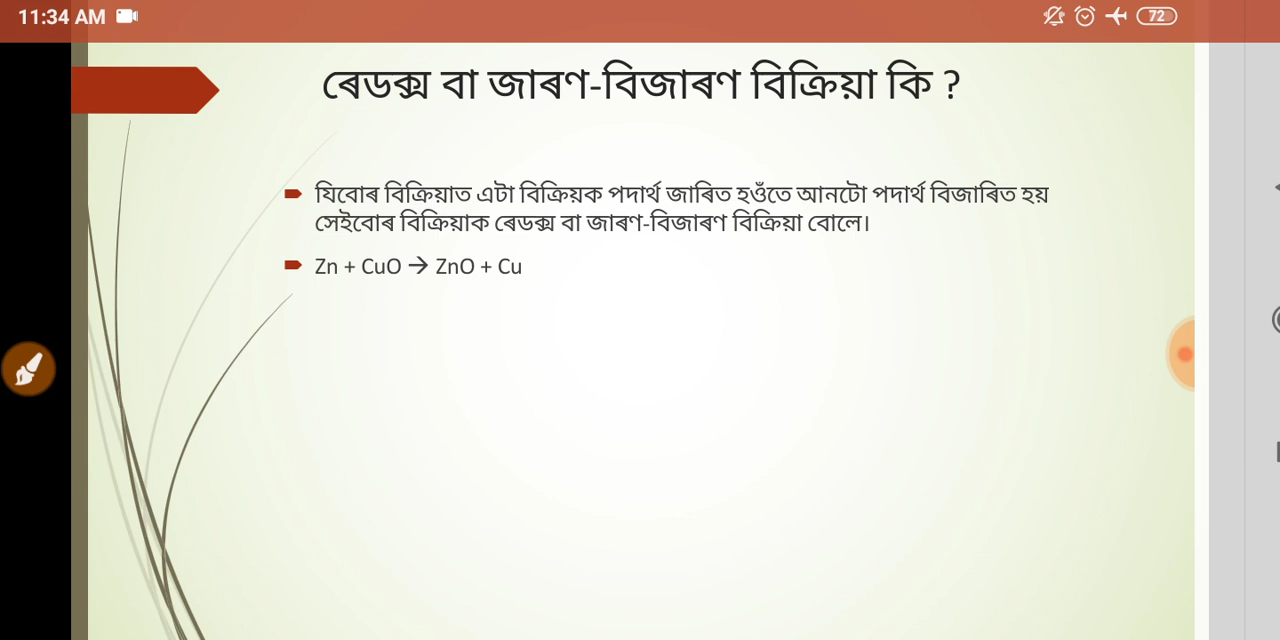 11:34 AM
72
ৰেডক্স বা জাৰণ-বিজাৰণ বিক্ৰিয়া কি ?
যিবোৰ বিক্ৰিয়াত এটা বিক্ৰিয়ক পদাৰ্থ জাৰিত হওঁতে আনটো পদাৰ্থ বিজাৰিত হয়
সেইবোৰ বিক্ৰিয়াক ৰেডক্স বা জাৰণ-বিজাৰণ বিক্ৰিয়া বোলে।
Zn + CuO → ZnO + Cu